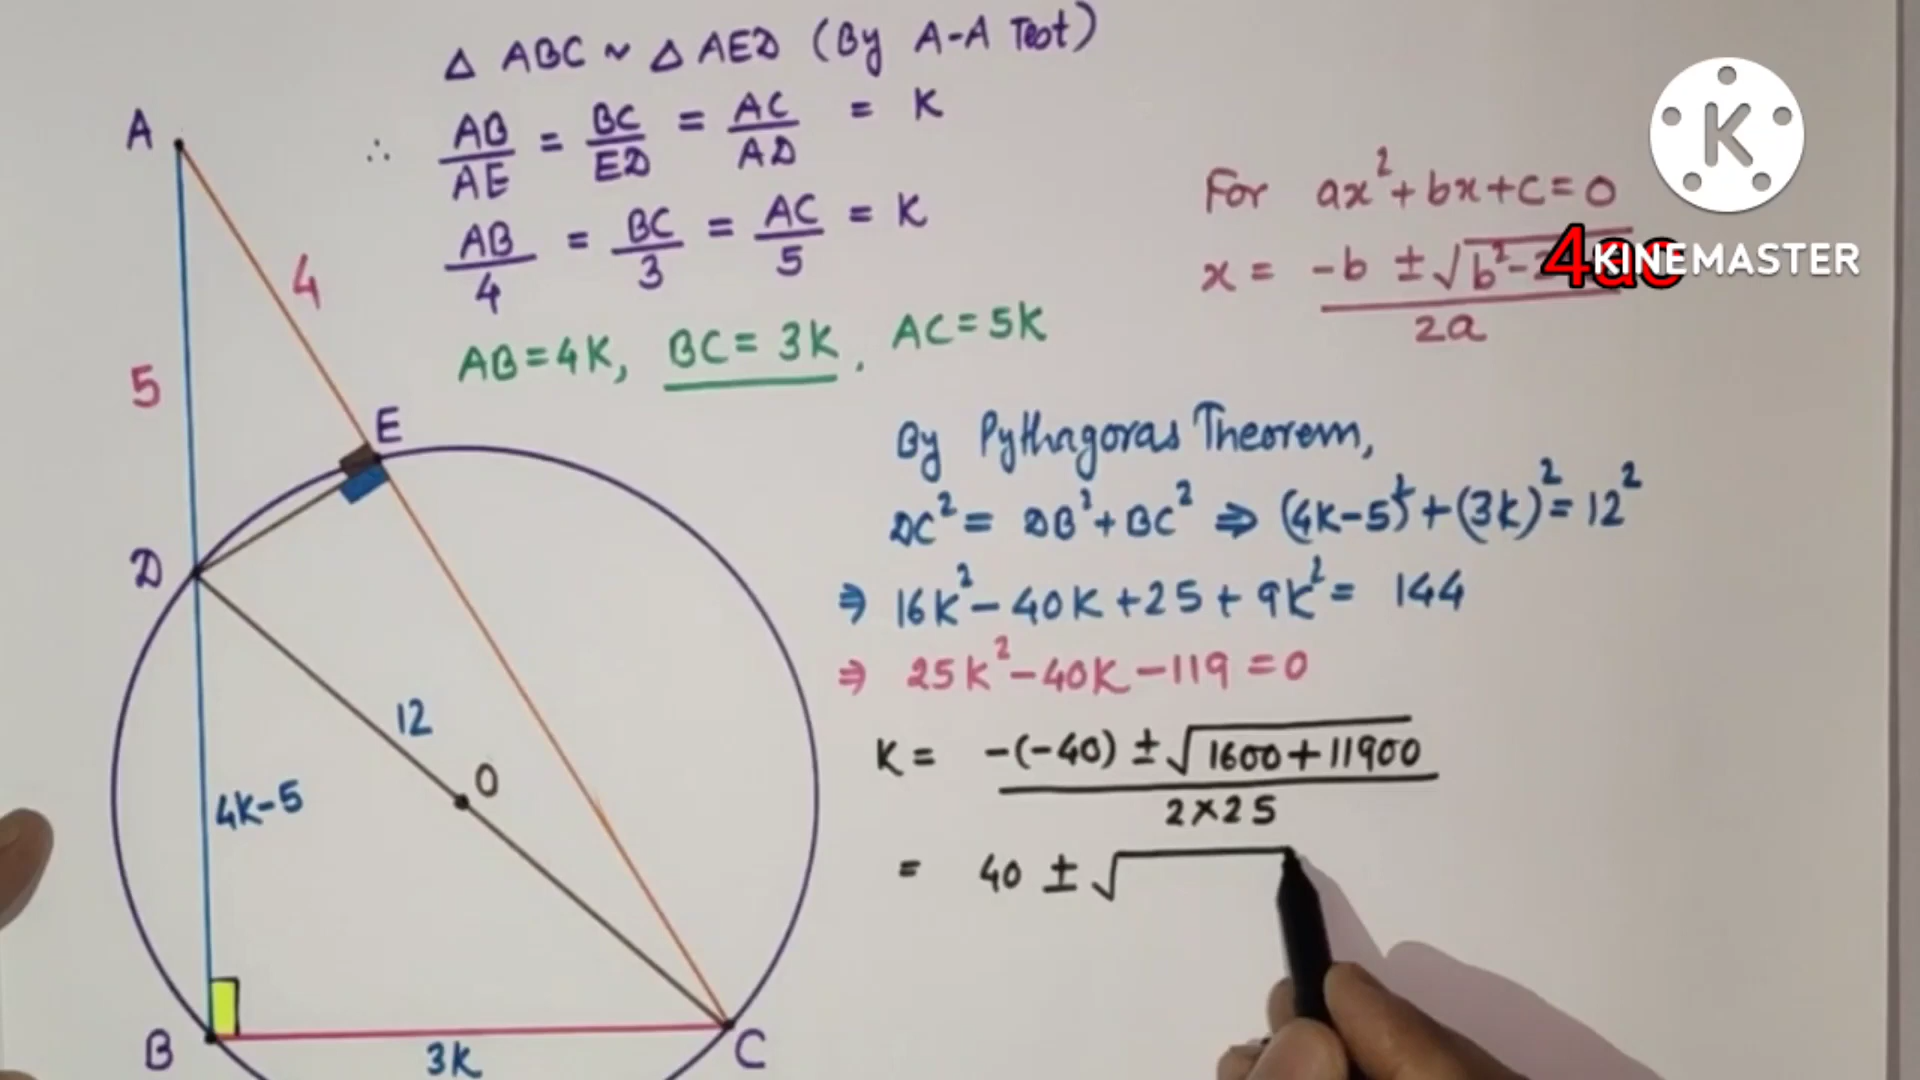 △ ABC ~ △ AED (By A-A Test)
∴ AB/AE = BC/ED = AC/AD = K
AB/4 = BC/3 = AC/5 = K
AB=4K, BC=3K, AC=5K
For ax²+bx+c=0
x = -b ±√b²-
2a
4ac
K
KINEMASTER
By Pythagoras Theorem,
DC² = DB²+BC² ⇒ (4K-5)²+(3K)²=12²
⇒ 16K²-40K+25+9K²= 144
⇒ 25K²-40K-119=0
K = -(-40) ± √1600+11900
2×25
= 40 ±√
A
4
5
E
D
12
O
4K-5
B
3K
C